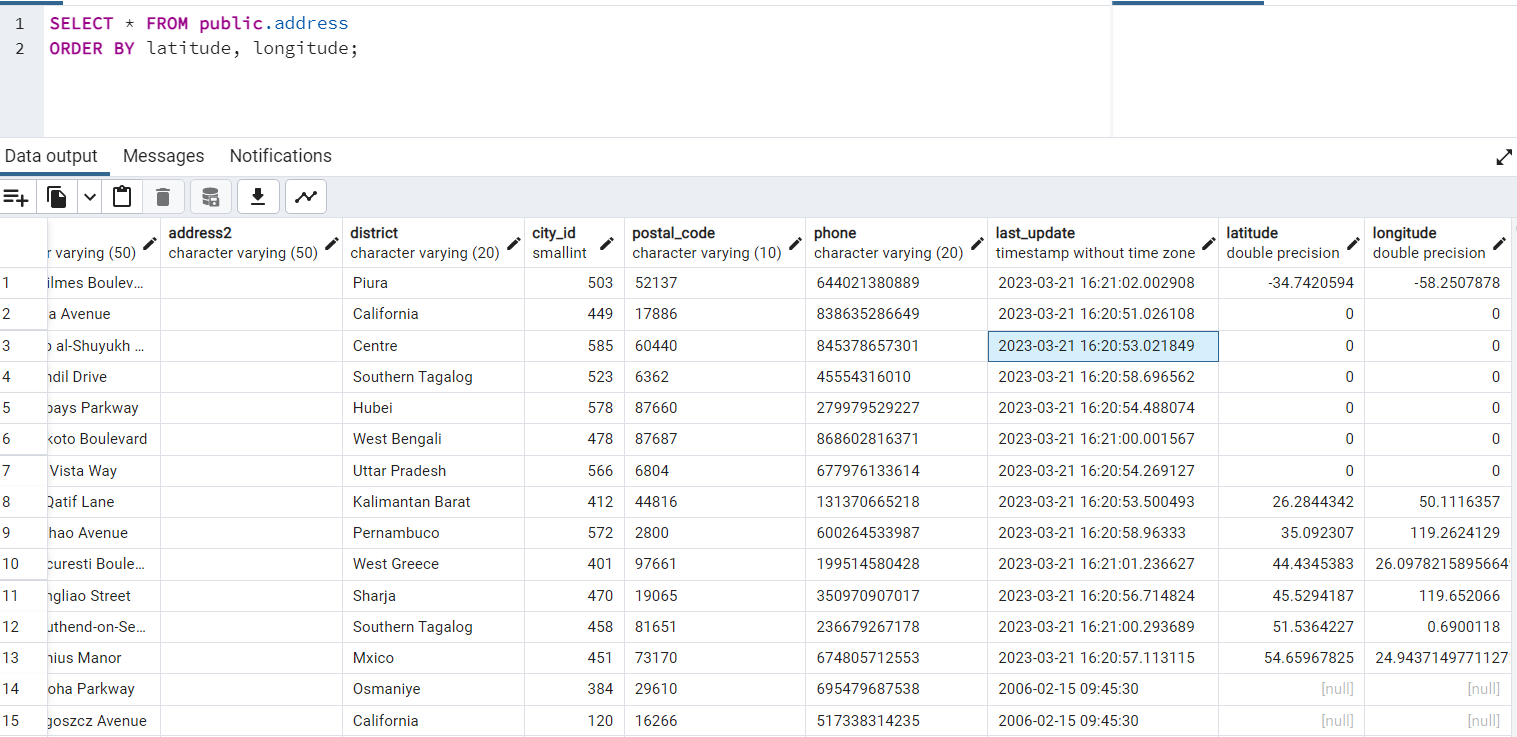 1 SELECT * FROM public.address
2 ORDER BY latitude, longitude;
Data output Messages Notifications
address2 district city_id postal_code phone last_update latitude longitude
r varying (50) character varying (50) character varying (20) smallint character varying (10) character varying (20) timestamp without time zone double precision double precision
1 ilmes Boulev… Piura 503 52137 644021380889 2023-03-21 16:21:02.002908 -34.7420594 -58.2507878
2 a Avenue California 449 17886 838635286649 2023-03-21 16:20:51.026108 0 0
3 al-Shuyukh … Centre 585 60440 845378657301 2023-03-21 16:20:53.021849 0 0
4 ndil Drive Southern Tagalog 523 6362 45554316010 2023-03-21 16:20:58.696562 0 0
5 bays Parkway Hubei 578 87660 279979529227 2023-03-21 16:20:54.488074 0 0
6 koto Boulevard West Bengali 478 87687 868602816371 2023-03-21 16:21:00.001567 0 0
7 Vista Way Uttar Pradesh 566 6804 677976133614 2023-03-21 16:20:54.269127 0 0
8 Qatif Lane Kalimantan Barat 412 44816 131370665218 2023-03-21 16:20:53.500493 26.2844342 50.1116357
9 hao Avenue Pernambuco 572 2800 600264533987 2023-03-21 16:20:58.96333 35.092307 119.2624129
10 curesti Boule… West Greece 401 97661 199514580428 2023-03-21 16:21:01.236627 44.4345383 26.0978215895664
11 ngliao Street Sharja 470 19065 350970907017 2023-03-21 16:20:56.714824 45.5294187 119.652066
12 uthend-on-Se… Southern Tagalog 458 81651 236679267178 2023-03-21 16:21:00.293689 51.5364227 0.6900118
13 nius Manor Mxico 451 73170 674805712553 2023-03-21 16:20:57.113115 54.65967825 24.9437149771127
14 oha Parkway Osmaniye 384 29610 695479687538 2006-02-15 09:45:30 [null] [null]
15 goszcz Avenue California 120 16266 517338314235 2006-02-15 09:45:30 [null] [null]